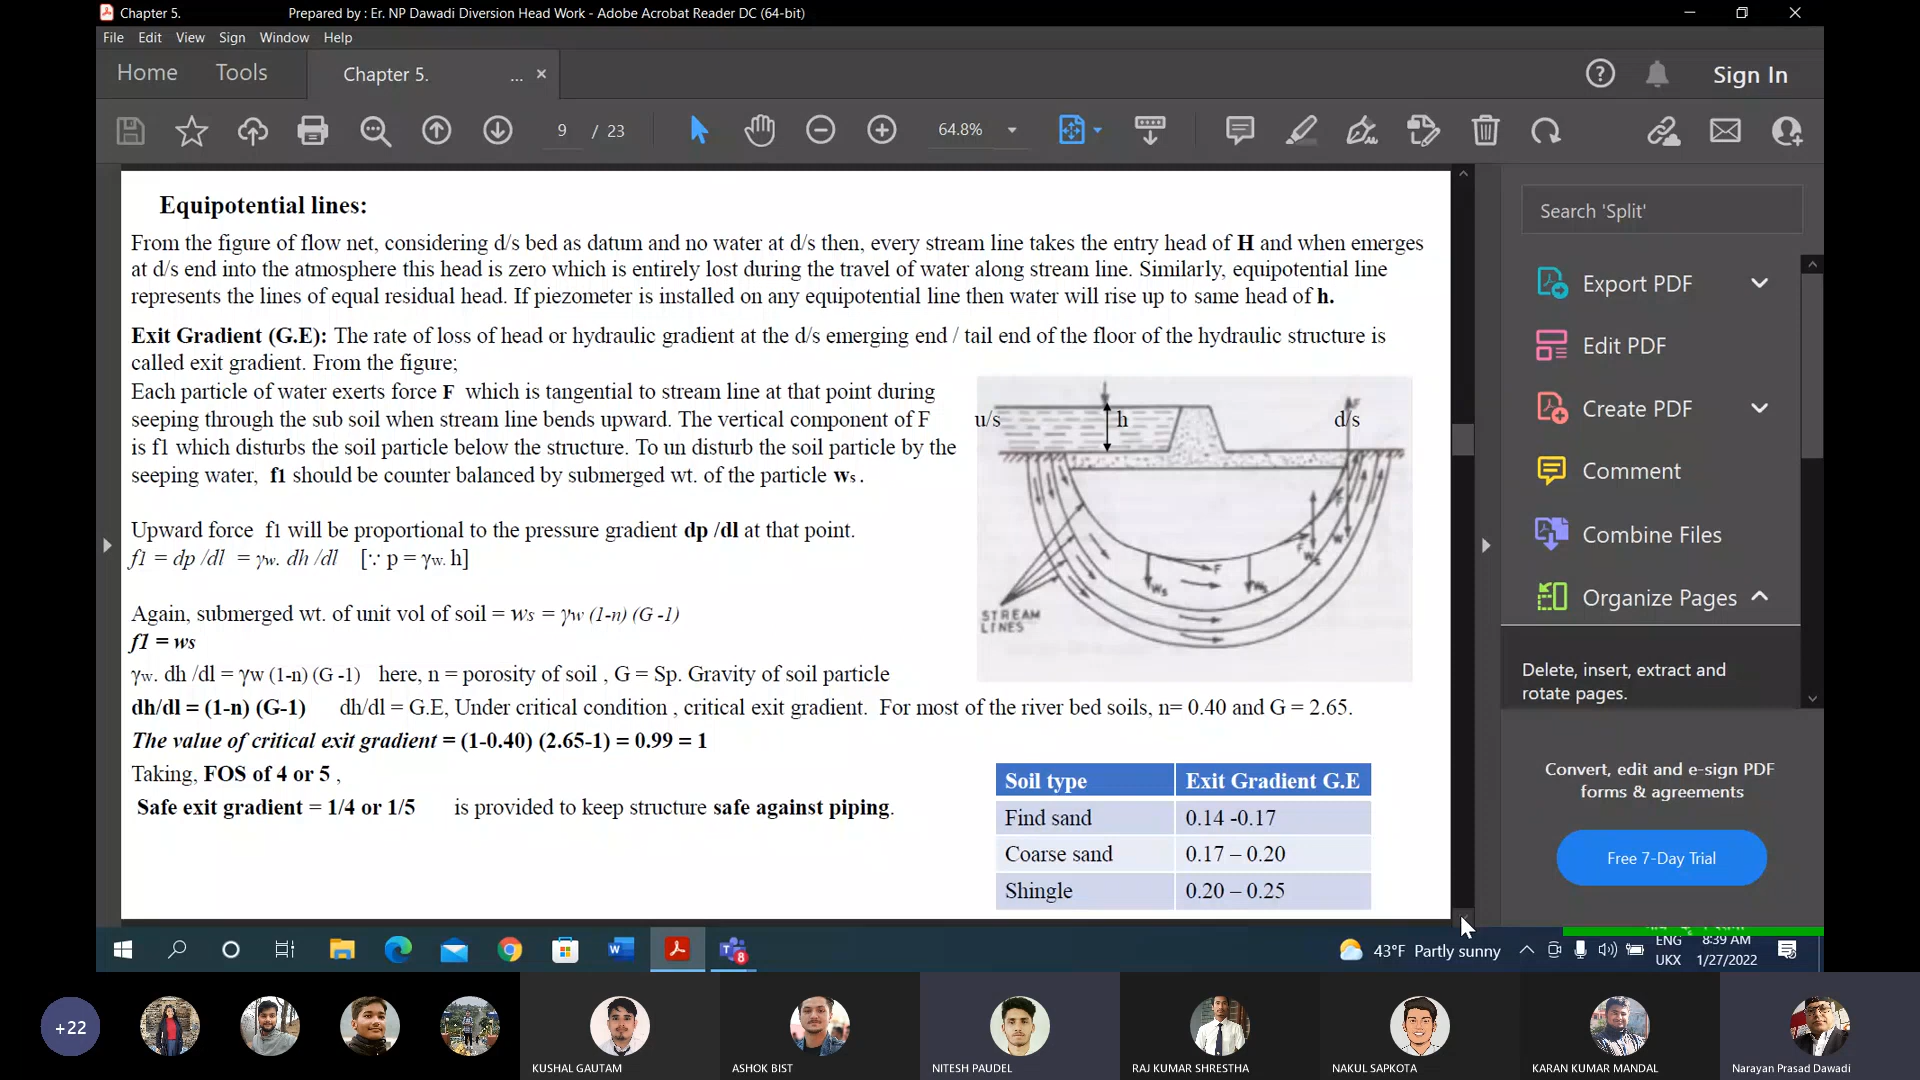 Chapter 5. Prepared by : Er. NP Dawadi Diversion Head Work - Adobe Acrobat Reader DC (64-bit)
File Edit View Sign Window Help
Home Tools Chapter 5. ... × Sign In
9 / 23 64.8%
Equipotential lines:
From the figure of flow net, considering d/s bed as datum and no water at d/s then, every stream line takes the entry head of H and when emerges
at d/s end into the atmosphere this head is zero which is entirely lost during the travel of water along stream line. Similarly, equipotential line
represents the lines of equal residual head. If piezometer is installed on any equipotential line then water will rise up to same head of h.
Exit Gradient (G.E): The rate of loss of head or hydraulic gradient at the d/s emerging end / tail end of the floor of the hydraulic structure is
called exit gradient. From the figure;
Each particle of water exerts force F which is tangential to stream line at that point during
seeping through the sub soil when stream line bends upward. The vertical component of F
is f1 which disturbs the soil particle below the structure. To un disturb the soil particle by the
seeping water, f1 should be counter balanced by submerged wt. of the particle ws .
Upward force f1 will be proportional to the pressure gradient dp /dl at that point.
f1 = dp /dl = γw. dh /dl [∵ p = γw. h]
Again, submerged wt. of unit vol of soil = ws = γw (1-n) (G -1)
f1 = ws
γw. dh /dl = γw (1-n) (G -1) here, n = porosity of soil , G = Sp. Gravity of soil particle
dh/dl = (1-n) (G-1) dh/dl = G.E, Under critical condition , critical exit gradient. For most of the river bed soils, n= 0.40 and G = 2.65.
The value of critical exit gradient = (1-0.40) (2.65-1) = 0.99 = 1
Taking, FOS of 4 or 5 ,
Safe exit gradient = 1/4 or 1/5 is provided to keep structure safe against piping.
u/s h d/s
F
F Ws W
Ws F Ws
STREAM
LINES
Soil type Exit Gradient G.E
Find sand 0.14 -0.17
Coarse sand 0.17 – 0.20
Shingle 0.20 – 0.25
Search 'Split'
Export PDF
Edit PDF
Create PDF
Comment
Combine Files
Organize Pages
Delete, insert, extract and
rotate pages.
Convert, edit and e-sign PDF
forms & agreements
Free 7-Day Trial
8
43°F Partly sunny
ENG
UKX
8:39 AM
1/27/2022
+22
KUSHAL GAUTAM
ASHOK BIST
NITESH PAUDEL
RAJ KUMAR SHRESTHA
NAKUL SAPKOTA
KARAN KUMAR MANDAL
Narayan Prasad Dawadi